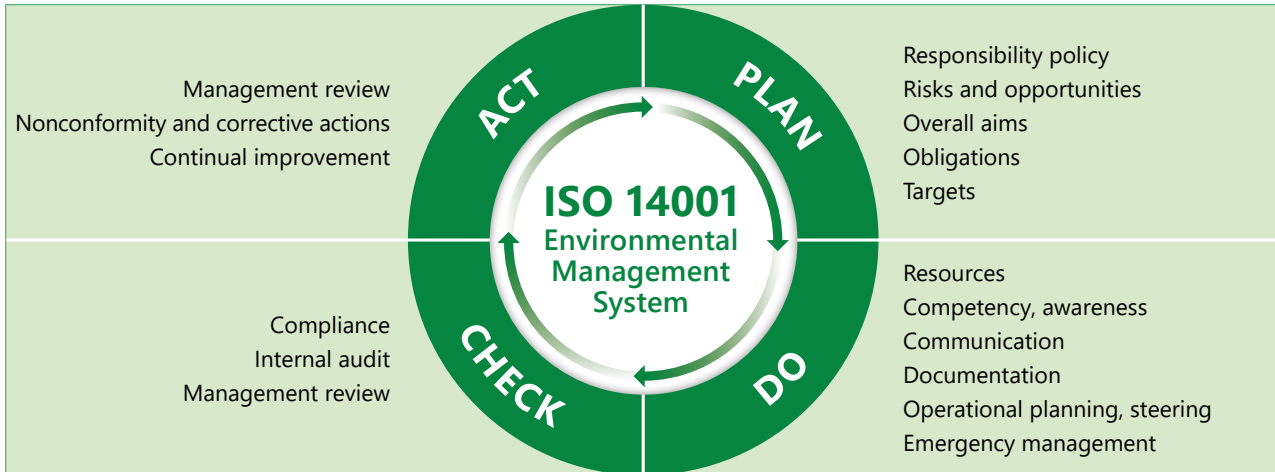 ACT
Management review
Nonconformity and corrective actions
Continual improvement
PLAN
Responsibility policy
Risks and opportunities
Overall aims
Obligations
Targets
ISO 14001
Environmental
Management
System
CHECK
Compliance
Internal audit
Management review
DO
Resources
Competency, awareness
Communication
Documentation
Operational planning, steering
Emergency management